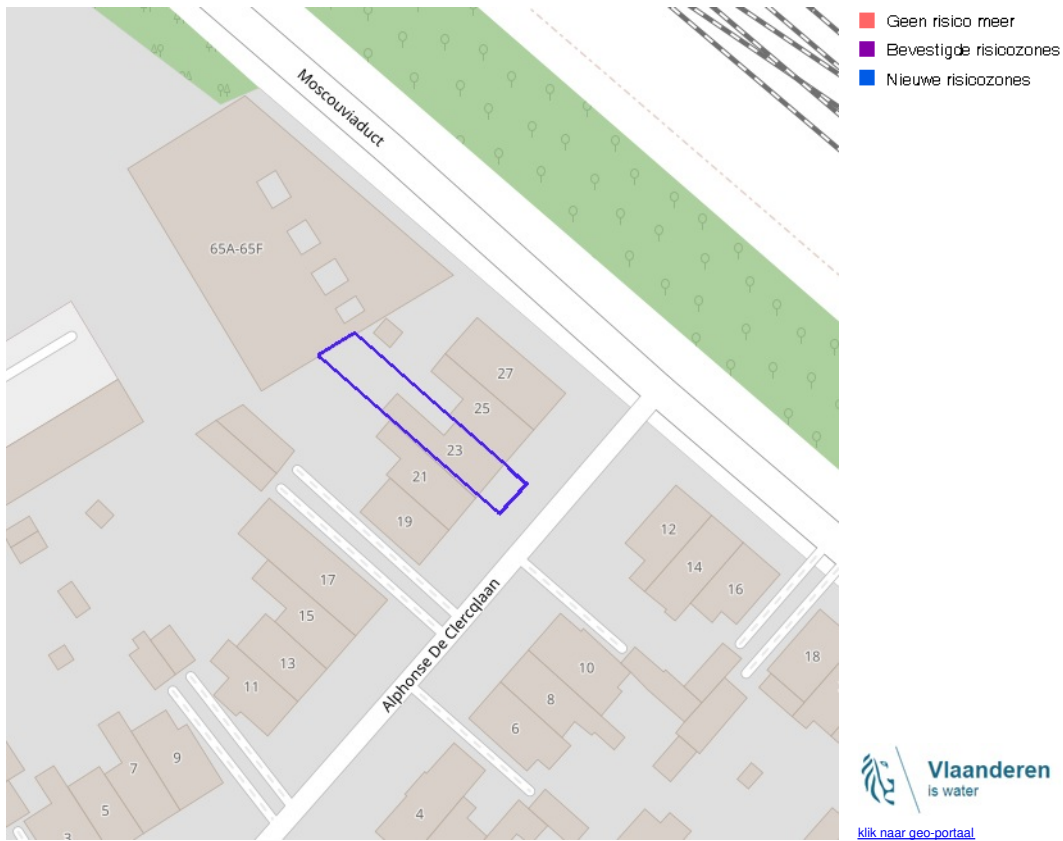 Geen risico meer
Bevestigde risicozones
Nieuwe risicozones
Moscouviaduct
65A-65F
27
25
23
21
19
12
14
16
17
15
13
11
Alphonse De Clercqlaan
10
8
6
18
9
7
5
3
4
Vlaanderen
is water
klik naar geo-portaal